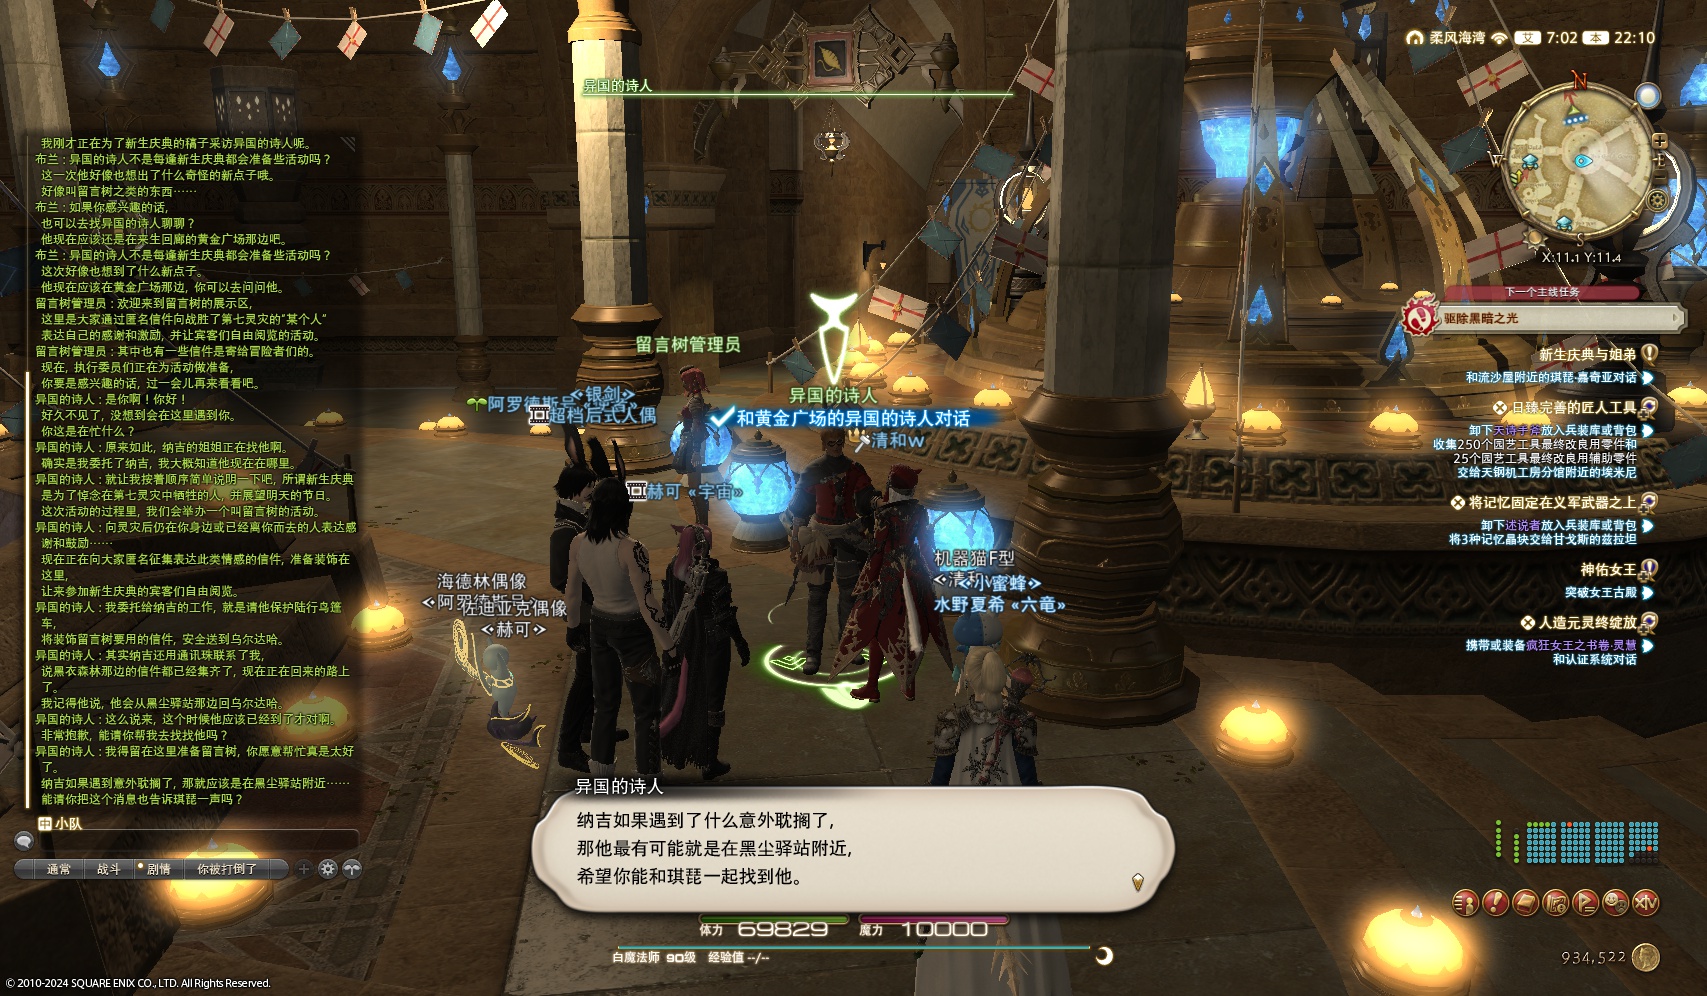 柔风海湾 艾 7:02 本 22:10
异国的诗人
N
W
E
S
X:11.1 Y:11.4
下一个主线任务
驱除黑暗之光
新生庆典与姐弟
和流沙屋附近的琪琵·嘉奇亚对话
日臻完善的匠人工具
卸下天诗手斧放入兵装库或背包
收集250个园艺工具最终改良用零件和
25个园艺工具最终改良用辅助零件
交给天钢机工房分馆附近的埃米尼
将记忆固定在义军武器之上
卸下述说者放入兵装库或背包
将3种记忆晶块交给甘戈斯的兹拉坦
神佑女王
突破女王古殿
人造元灵终绽放
携带或装备疯狂女王之书卷·灵慧
和认证系统对话
我刚才正在为了新生庆典的稿子采访异国的诗人呢。
布兰：异国的诗人不是每逢新生庆典都会准备些活动吗？
这一次他好像也想出了什么奇怪的新点子哦。
好像叫留言树之类的东西……
布兰：如果你感兴趣的话，
也可以去找异国的诗人聊聊？
他现在应该还是在来生回廊的黄金广场那边吧。
布兰：异国的诗人不是每逢新生庆典都会准备些活动吗？
这次好像也想到了什么新点子。
他现在应该在黄金广场那边，你可以去问问他。
留言树管理员：欢迎来到留言树的展示区，
这里是大家通过匿名信件向战胜了第七灵灾的“某个人”
表达自己的感谢和激励，并让宾客们自由阅览的活动。
留言树管理员：其中也有一些信件是寄给冒险者们的。
现在，执行委员们正在为活动做准备，
你要是感兴趣的话，过一会儿再来看看吧。
异国的诗人：是你啊！你好！
好久不见了，没想到会在这里遇到你。
你这是在忙什么？
异国的诗人：原来如此，纳吉的姐姐正在找他啊。
确实是我委托了纳吉，我大概知道他现在在哪里。
异国的诗人：就让我按着顺序简单说明一下吧，所谓新生庆典
是为了悼念在第七灵灾中牺牲的人，并展望明天的节日。
这次活动的过程里，我们会举办一个叫留言树的活动。
异国的诗人：向灵灾后仍在你身边或已经离你而去的人表达感
谢和鼓励……
现在正在向大家匿名征集表达此类情感的信件，准备装饰在
这里，
让来参加新生庆典的宾客们自由阅览。
异国的诗人：我委托给纳吉的工作，就是请他保护陆行鸟篷
车，
将装饰留言树要用的信件，安全送到乌尔达哈。
异国的诗人：其实纳吉还用通讯珠联系了我，
说黑衣森林那边的信件都已经集齐了，现在正在回来的路上
了。
我记得他说，他会从黑尘驿站那边回乌尔达哈。
异国的诗人：这么说来，这个时候他应该已经到了才对啊。
非常抱歉，能请你帮我去找找他吗？
异国的诗人：我得留在这里准备留言树，你愿意帮忙真是太好
了。
纳吉如果遇到意外耽搁了，那就应该是在黑尘驿站附近……
能请你把这个消息也告诉琪琵一声吗？
中 小队
通常 战斗 剧情 你被打倒了
留言树管理员
异国的诗人
和黄金广场的异国的诗人对话
清和W
«银剑»
超档后式人偶
赫可 «宇宙»
海德林偶像
佐迪亚克偶像
«赫可»
机器猫F型
«小蜜蜂»
水野夏希 «六竜»
异国的诗人
纳吉如果遇到了什么意外耽搁了，
那他最有可能就是在黑尘驿站附近，
希望你能和琪琵一起找到他。
体力 69829 魔力 10000
白魔法师 90级 经验值 --/--
934,522
© 2010-2024 SQUARE ENIX CO., LTD. All Rights Reserved.